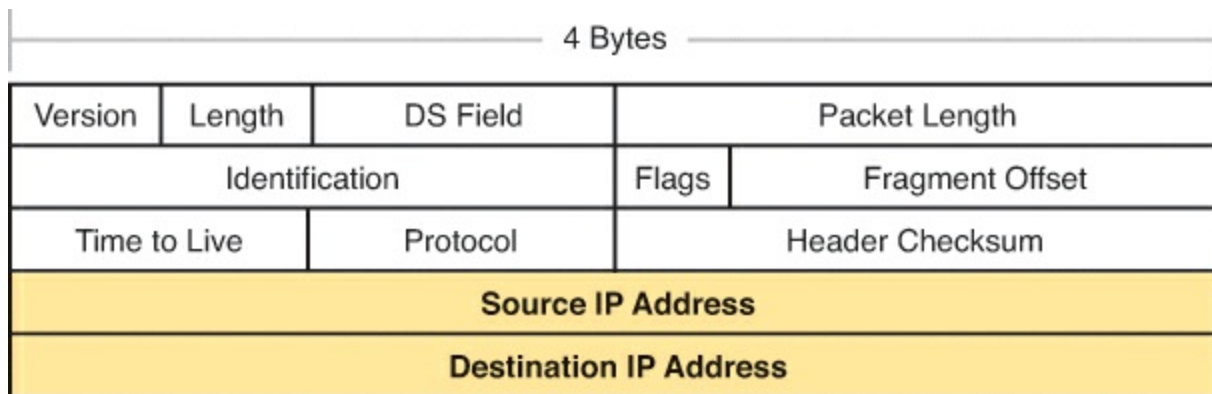 4 Bytes
Version Length DS Field Packet Length
Identification Flags Fragment Offset
Time to Live Protocol Header Checksum
Source IP Address
Destination IP Address